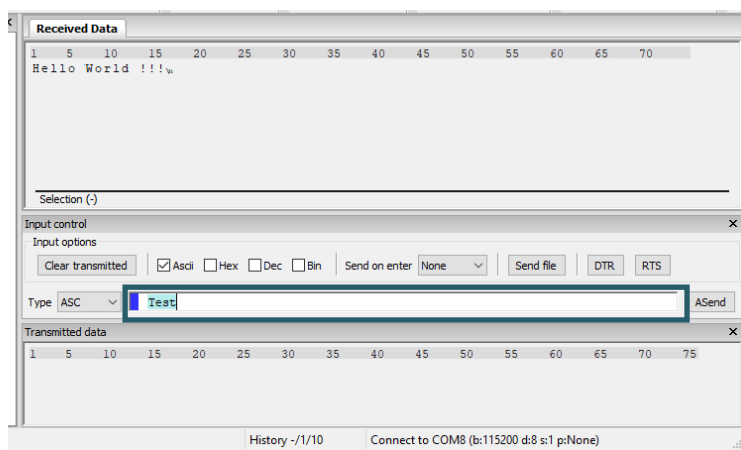 Received Data
1 5 10 15 20 25 30 35 40 45 50 55 60 65 70
Hello World !!!\n
Selection (-)
Input control
Input options
Clear transmitted Ascii Hex Dec Bin Send on enter None Send file DTR RTS
Type ASC Test ASend
Transmitted data
1 5 10 15 20 25 30 35 40 45 50 55 60 65 70 75
History -/1/10 Connect to COM8 (b:115200 d:8 s:1 p:None)